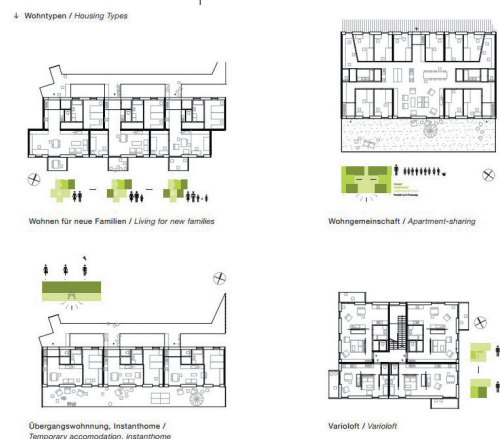 ↓ Wohntypen / Housing Types
Wohnen für neue Familien / Living for new families
Wohngemeinschaft / Apartment-sharing
Übergangswohnnung, Instanthome /
Temporary accomodation, instanthome
Varioloft / Varioloft